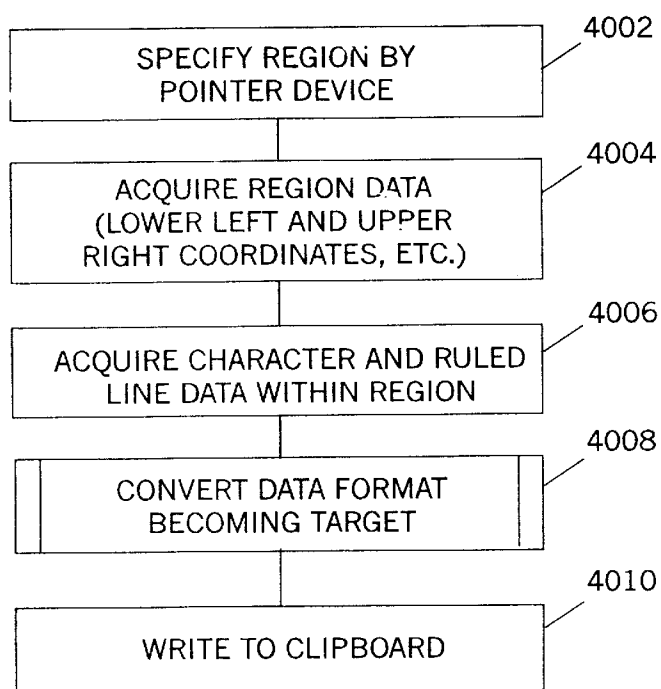 4002
SPECIFY REGION BY
POINTER DEVICE
4004
ACQUIRE REGION DATA
(LOWER LEFT AND UPPER
RIGHT COORDINATES, ETC.)
4006
ACQUIRE CHARACTER AND RULED
LINE DATA WITHIN REGION
4008
CONVERT DATA FORMAT
BECOMING TARGET
4010
WRITE TO CLIPBOARD